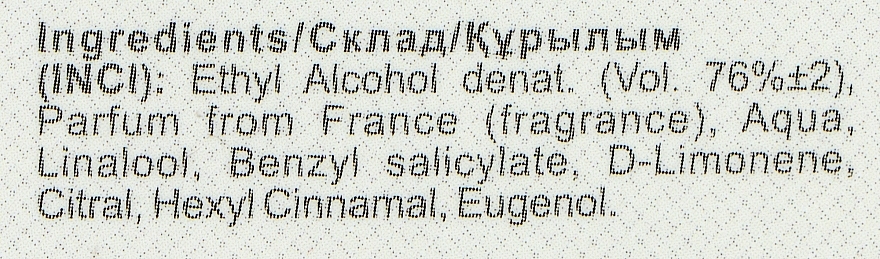 Ingredients/Склад/Құрылым
(INCI): Ethyl Alcohol denat. (Vol. 76%±2),
Parfum from France (fragrance), Aqua,
Linalool, Benzyl salicylate, D-Limonene,
Citral, Hexyl Cinnamal, Eugenol.